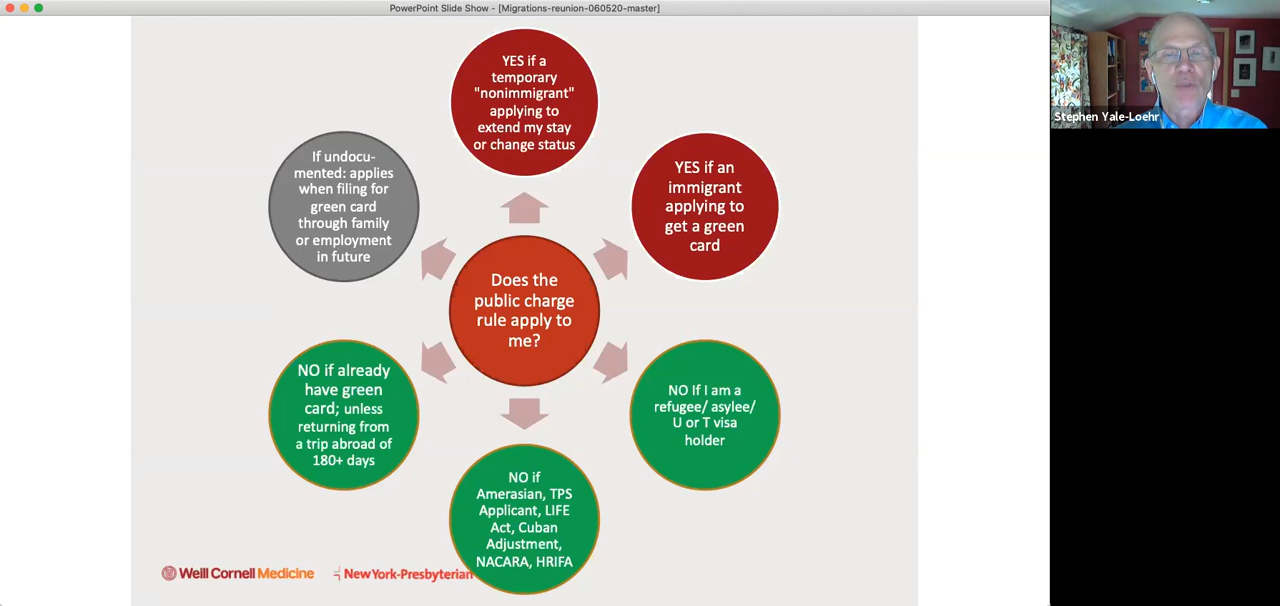 PowerPoint Slide Show - [Migrations-reunion-060520-master]
YES if a
temporary
"nonimmigrant"
applying to
extend my stay
or change status
YES if an
immigrant
applying to
get a green
card
NO If I am a
refugee/ asylee/
U or T visa
holder
NO if
Amerasian, TPS
Applicant, LIFE
Act, Cuban
Adjustment,
NACARA, HRIFA
NO if already
have green
card; unless
returning from
a trip abroad of
180+ days
If undocu-
mented: applies
when filing for
green card
through family
or employment
in future
Does the
public charge
rule apply to
me?
Weill Cornell Medicine
NewYork-Presbyterian
Stephen Yale-Loehr